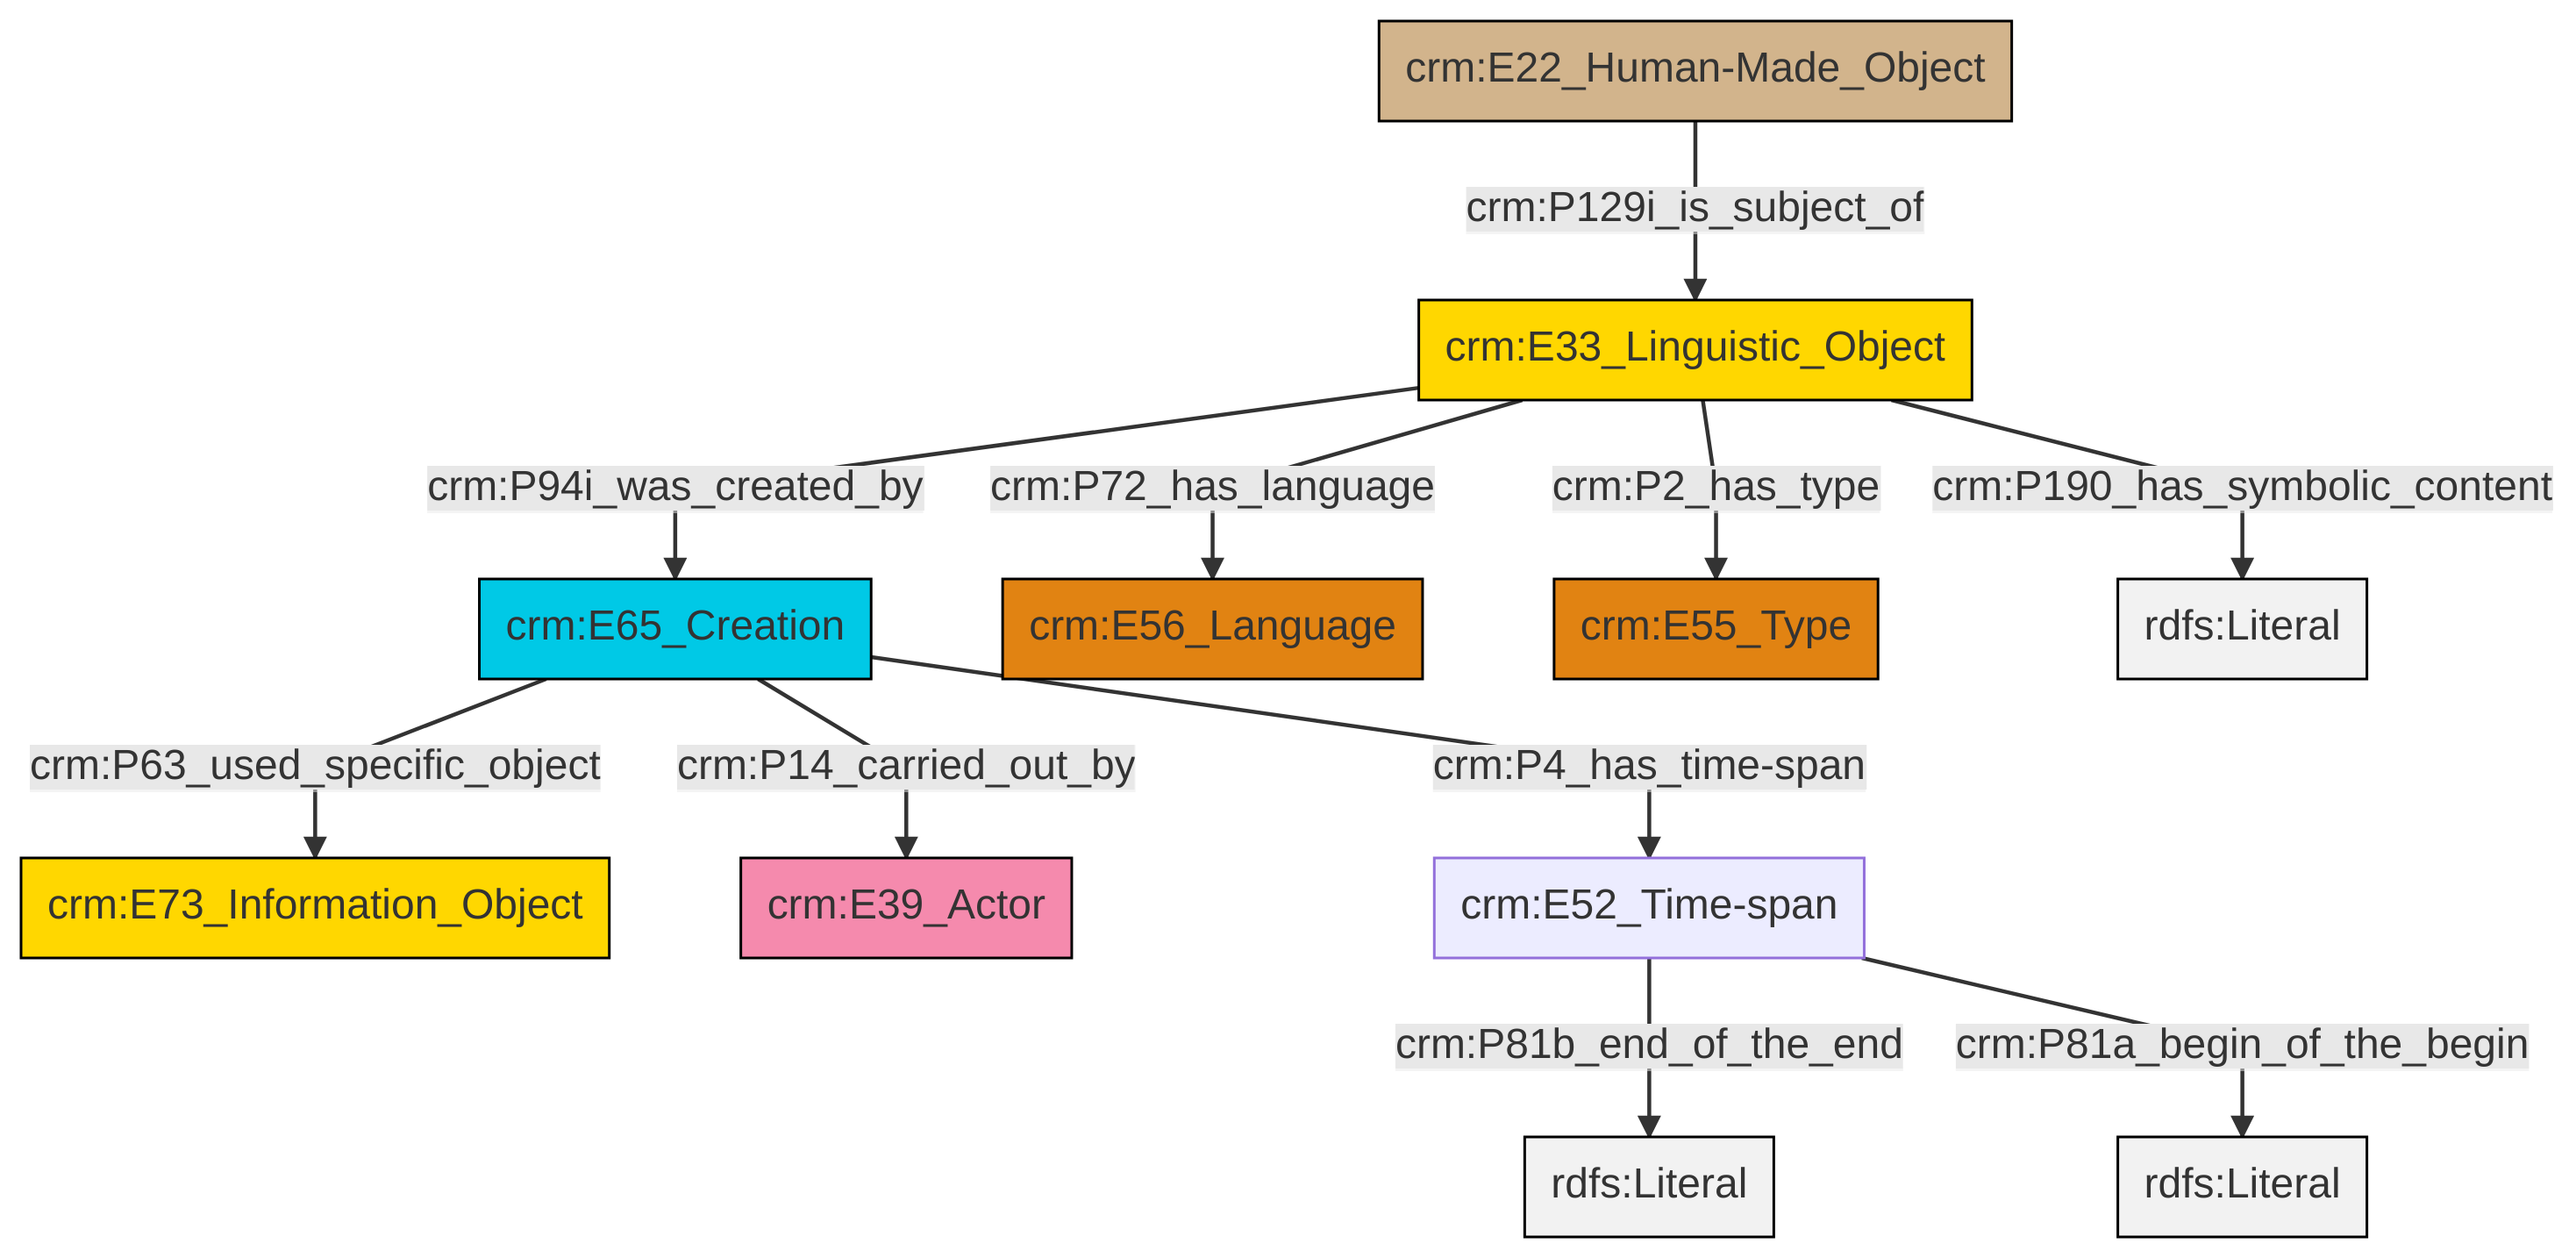 crm:E22_Human-Made_Object
crm:P129i_is_subject_of
crm:E33_Linguistic_Object
crm:P94i_was_created_by
crm:P72_has_language
crm:P2_has_type
crm:P190_has_symbolic_content
crm:E65_Creation
crm:E56_Language
crm:E55_Type
rdfs:Literal
crm:P63_used_specific_object
crm:P14_carried_out_by
crm:P4_has_time-span
crm:E73_Information_Object
crm:E39_Actor
crm:E52_Time-span
crm:P81b_end_of_the_end
crm:P81a_begin_of_the_begin
rdfs:Literal
rdfs:Literal